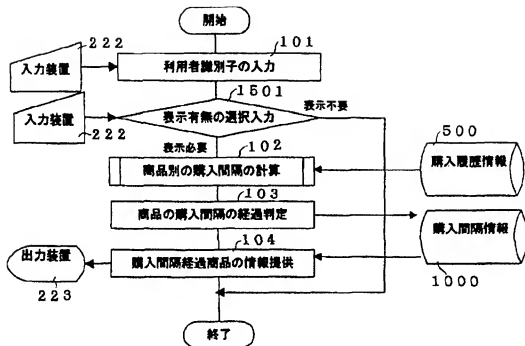 開始
222
101
入力装置
利用者識別子の入力
1501
表示不要
入力装置
表示有無の選択入力
222
表示必要
102
500
商品別の購入間隔の計算
購入履歴情報
103
商品の購入間隔の経過判定
104
購入間隔情報
出力装置
購入間隔経過商品の情報提供
223
1000
終了